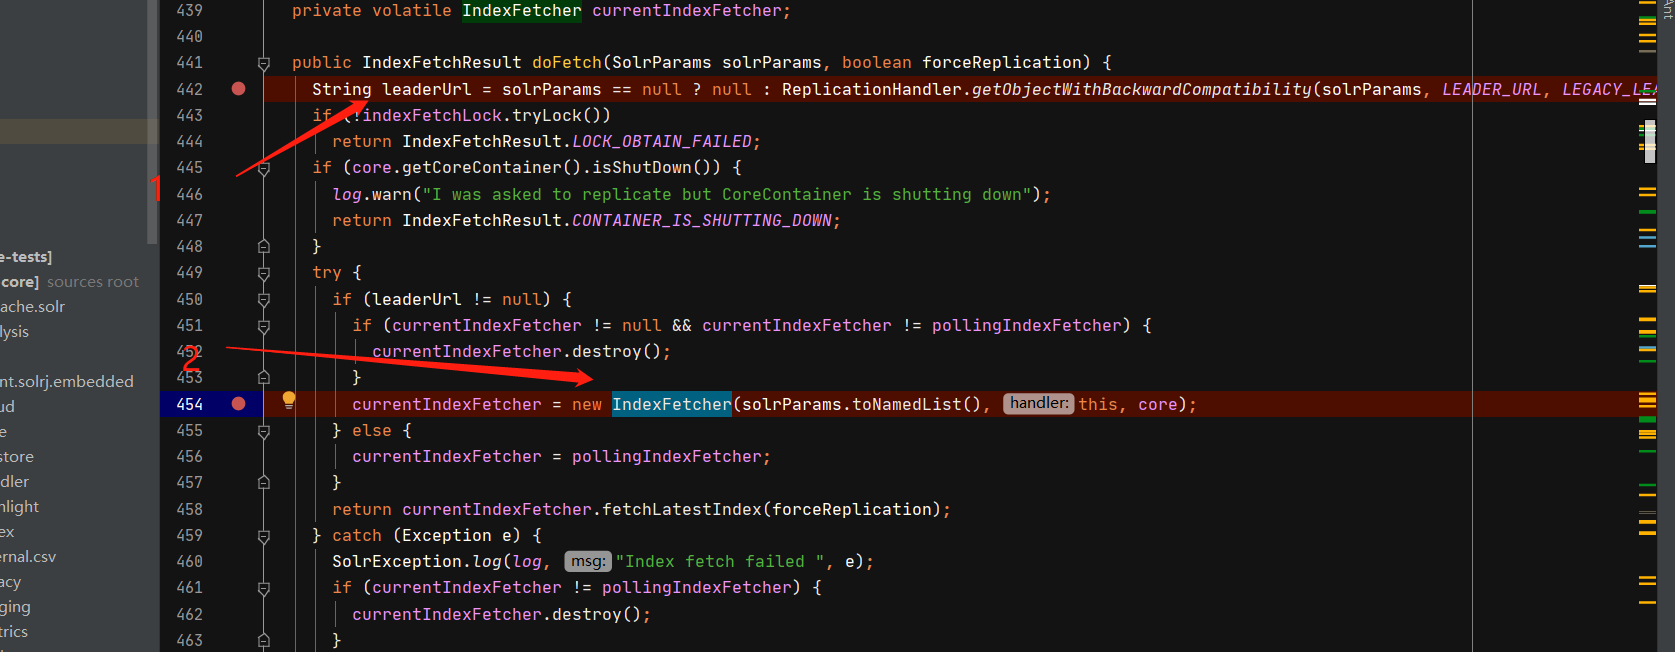 439 private volatile IndexFetcher currentIndexFetcher;
440
441 public IndexFetchResult doFetch(SolrParams solrParams, boolean forceReplication) {
442 String leaderUrl = solrParams == null ? null : ReplicationHandler.getObjectWithBackwardCompatibility(solrParams, LEADER_URL, LEGACY_LEA
443 if (!indexFetchLock.tryLock())
444 return IndexFetchResult.LOCK_OBTAIN_FAILED;
445 if (core.getCoreContainer().isShutDown()) {
1
446 log.warn("I was asked to replicate but CoreContainer is shutting down");
447 return IndexFetchResult.CONTAINER_IS_SHUTTING_DOWN;
448 }
449 try {
450 if (leaderUrl != null) {
451 if (currentIndexFetcher != null && currentIndexFetcher != pollingIndexFetcher) {
452 currentIndexFetcher.destroy();
2
453 }
454 currentIndexFetcher = new IndexFetcher(solrParams.toNamedList(), handler: this, core);
455 } else {
456 currentIndexFetcher = pollingIndexFetcher;
457 }
458 return currentIndexFetcher.fetchLatestIndex(forceReplication);
459 } catch (Exception e) {
460 SolrException.log(log, msg: "Index fetch failed ", e);
461 if (currentIndexFetcher != pollingIndexFetcher) {
462 currentIndexFetcher.destroy();
463 }
e-tests]
core] sources root
ache.solr
lysis
nt.solrj.embedded
ud
e
store
dler
hlight
ex
ernal.csv
acy
ging
trics
Ant